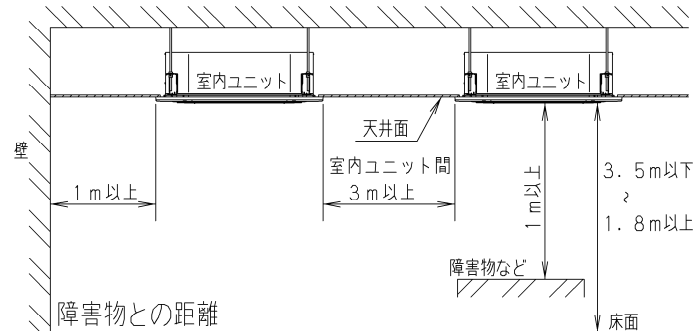 室内ユニット
室内ユニット
天井面
壁
室内ユニット間
1m以上
3m以上
1m以上
3.5m以下
~
1.8m以上
障害物など
障害物との距離
床面